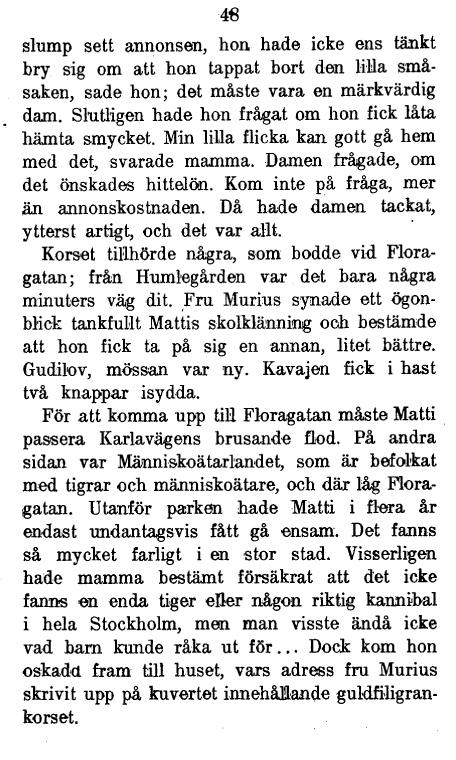 48
slump sett annonsen, hon hade icke ens tänkt
bry sig om att hon tappat bort den lilla små-
saken, sade hon; det måste vara en märkvärdig
dam. Slutligen hade hon frågat om hon fick låta
hämta smycket. Min lilla flicka kan gott gå hem
med det, svarade mamma. Damen frågade, om
det önskades hittelön. Kom inte på fråga, mer
än annonskostnaden. Då hade damen tackat,
ytterst artigt, och det var allt.
Korset tillhörde några, som bodde vid Flora-
gatan; från Humlegården var det bara några
minuters väg dit. Fru Murius synade ett ögon-
blick tankfullt Mattis skolklänning och bestämde
att hon fick ta på sig en annan, litet bättre.
Gudilov, mössan var ny. Kavajen fick i hast
två knappar isydda.
För att komma upp till Floragatan måste Matti
passera Karlavägens brusande flod. På andra
sidan var Människoätarlandet, som är befolkat
med tigrar och människoätare, och där låg Flora-
gatan. Utanför parken hade Matti i flera år
endast undantagsvis fått gå ensam. Det fanns
så mycket farligt i en stor stad. Visserligen
hade mamma bestämt försäkrat att det icke
fanns en enda tiger eller någon riktig kannibal
i hela Stockholm, men man visste ändå icke
vad barn kunde råka ut för... Dock kom hon
oskadd fram till huset, vars adress fru Murius
skrivit upp på kuvertet innehållande guldfiligran-
korset.